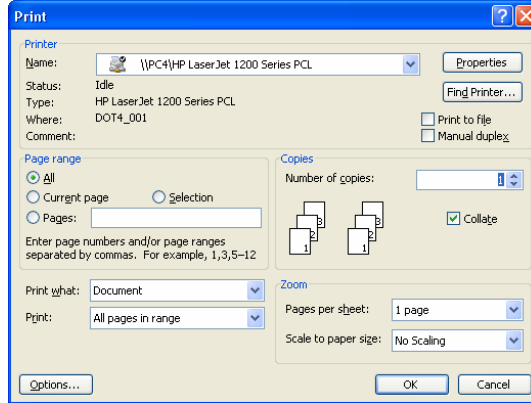 Print
Printer
Name: \\PC4\HP LaserJet 1200 Series PCL
Properties
Status: Idle
Find Printer...
Type: HP LaserJet 1200 Series PCL
Where: DOT4_001
Print to file
Comment:
Manual duplex
Page range
All
Current page Selection
Pages:
Enter page numbers and/or page ranges
separated by commas. For example, 1,3,5–12
Copies
Number of copies: 1
3 3
2 2
1 1
Collate
Print what: Document
Print: All pages in range
Zoom
Pages per sheet: 1 page
Scale to paper size: No Scaling
Options...
OK
Cancel